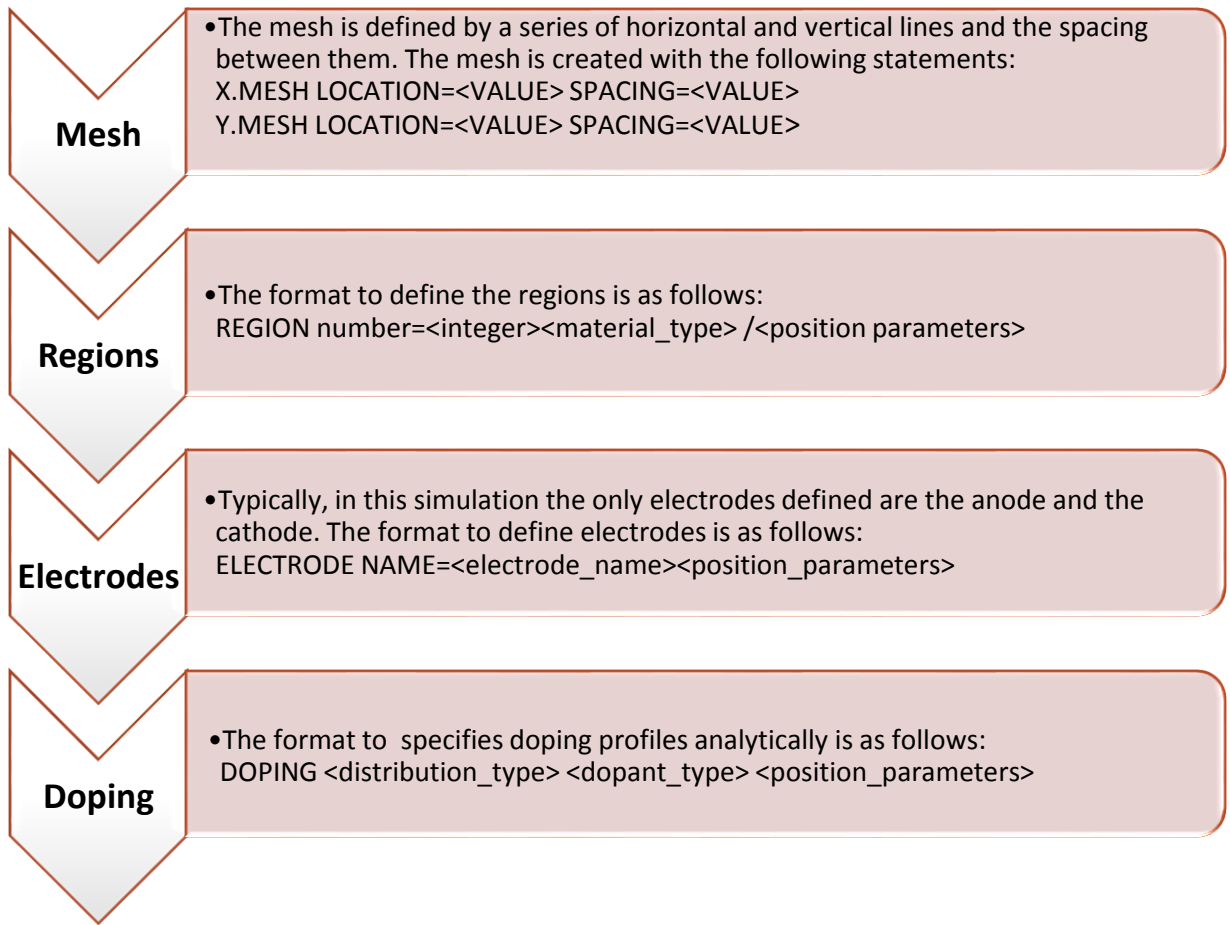 Mesh
•The mesh is defined by a series of horizontal and vertical lines and the spacing
between them. The mesh is created with the following statements:
X.MESH LOCATION=<VALUE> SPACING=<VALUE>
Y.MESH LOCATION=<VALUE> SPACING=<VALUE>
Regions
•The format to define the regions is as follows:
REGION number=<integer><material_type> /<position parameters>
Electrodes
•Typically, in this simulation the only electrodes defined are the anode and the
cathode. The format to define electrodes is as follows:
ELECTRODE NAME=<electrode_name><position_parameters>
Doping
•The format to  specifies doping profiles analytically is as follows:
DOPING <distribution_type> <dopant_type> <position_parameters>